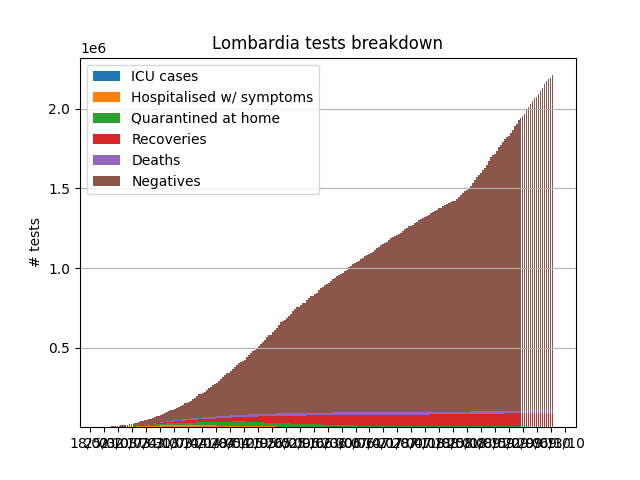 Lombardia tests breakdown
1e6
ICU cases
Hospitalised w/ symptoms
Quarantined at home
Recoveries
Deaths
Negatives
# tests
2.0
1.5
1.0
0.5